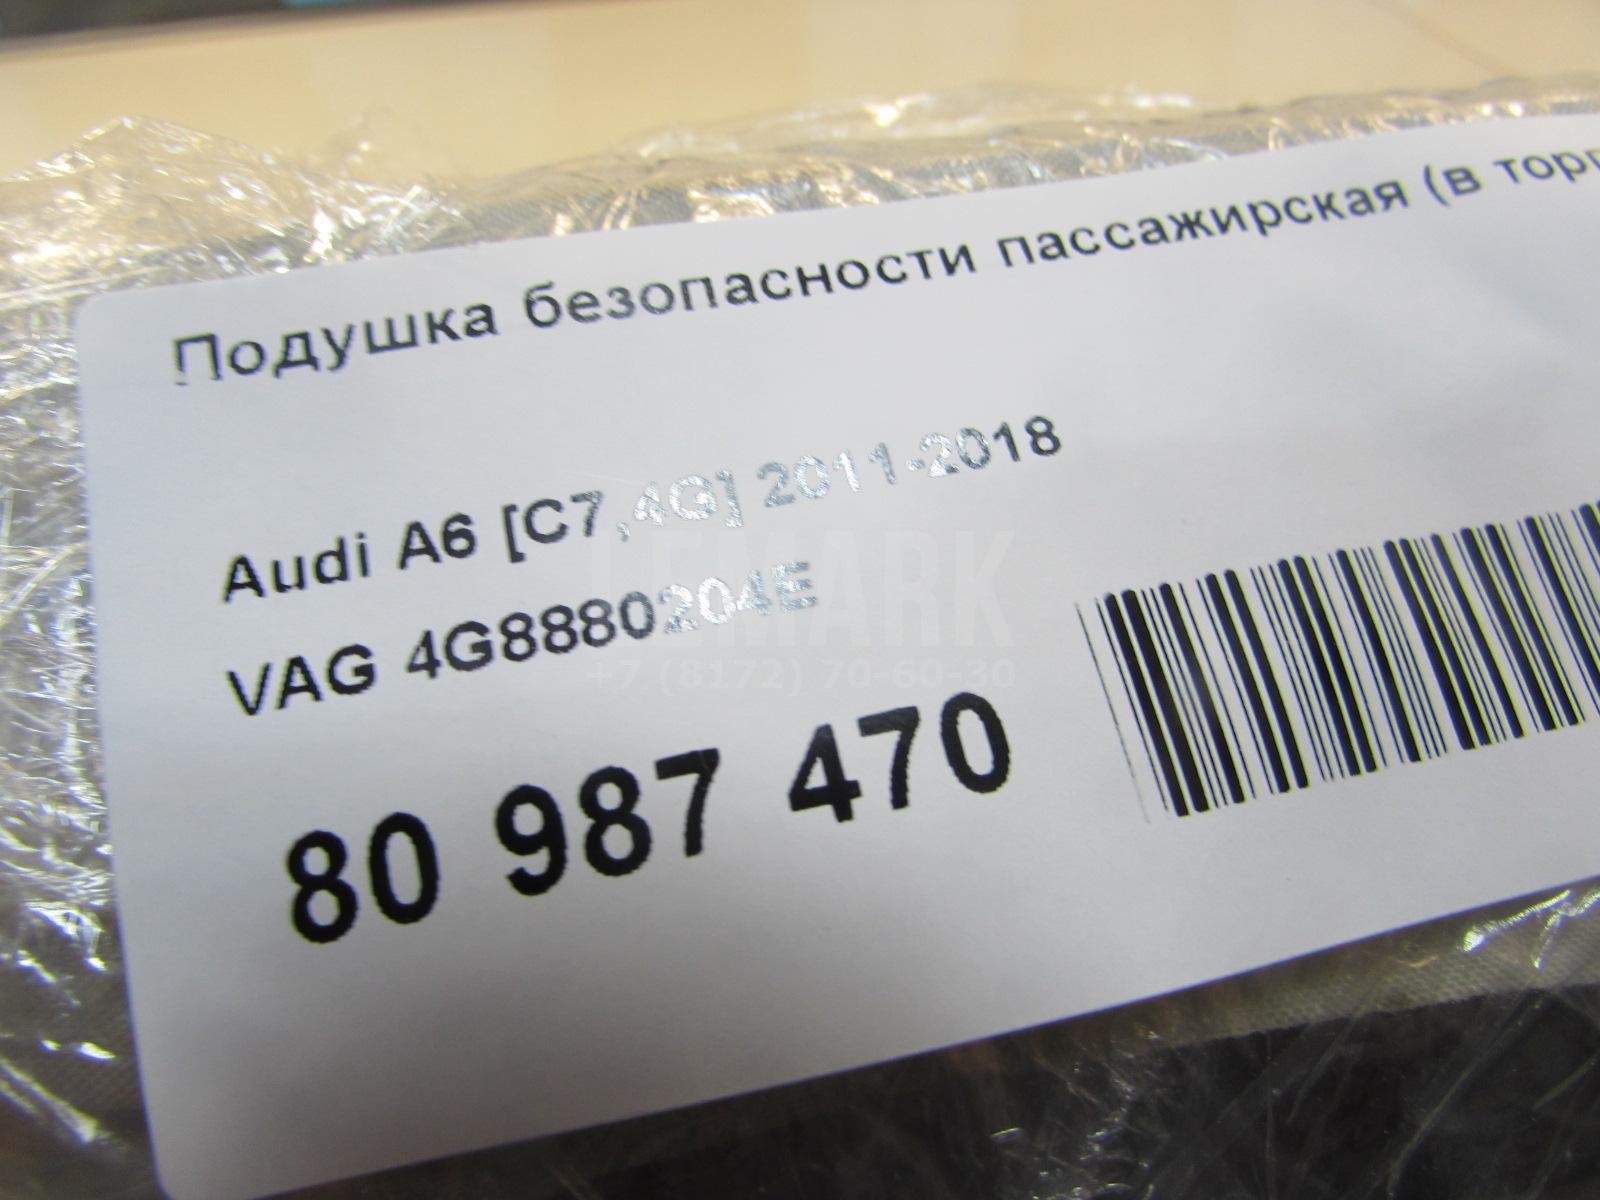 Подушка безопасности пассажирская (в
Audi A6 [C7,4G] 2011-2018
VAG 4G8880204E
LEMARK
+7 (8172) 70-60-30
80 987 470